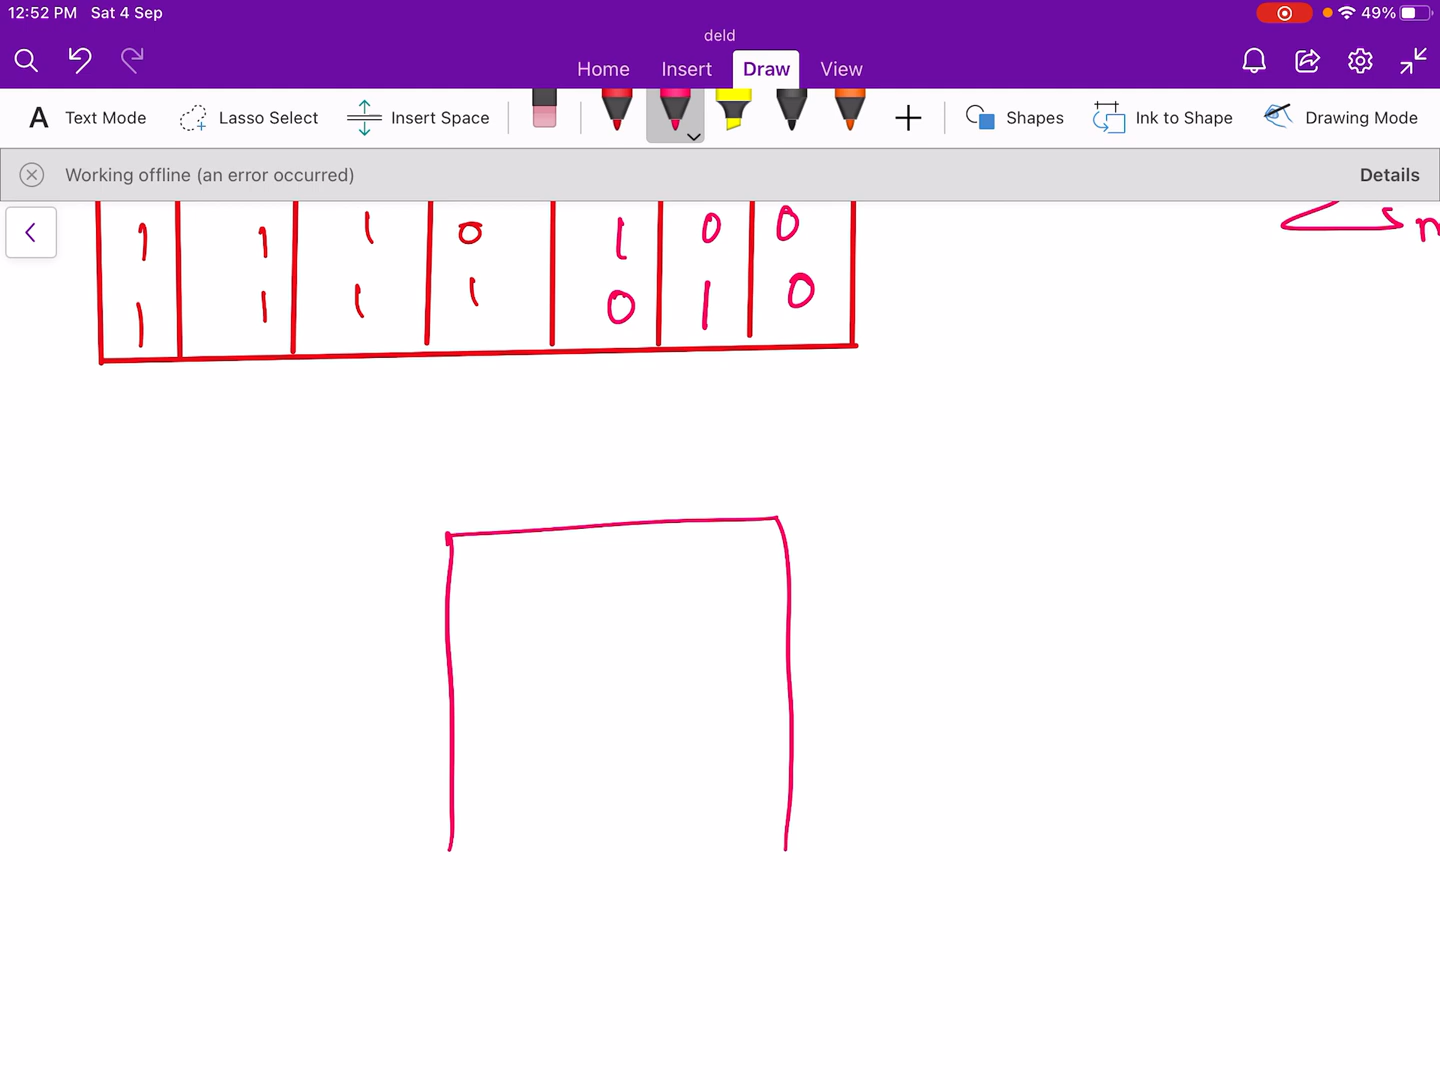 12:52 PM Sat 4 Sep 49%
deld
Home Insert Draw View
A Text Mode Lasso Select Insert Space Shapes Ink to Shape Drawing Mode
Working offline (an error occurred) Details
1 1 1 0 1 0 0
1 1 1 1 0 1 0